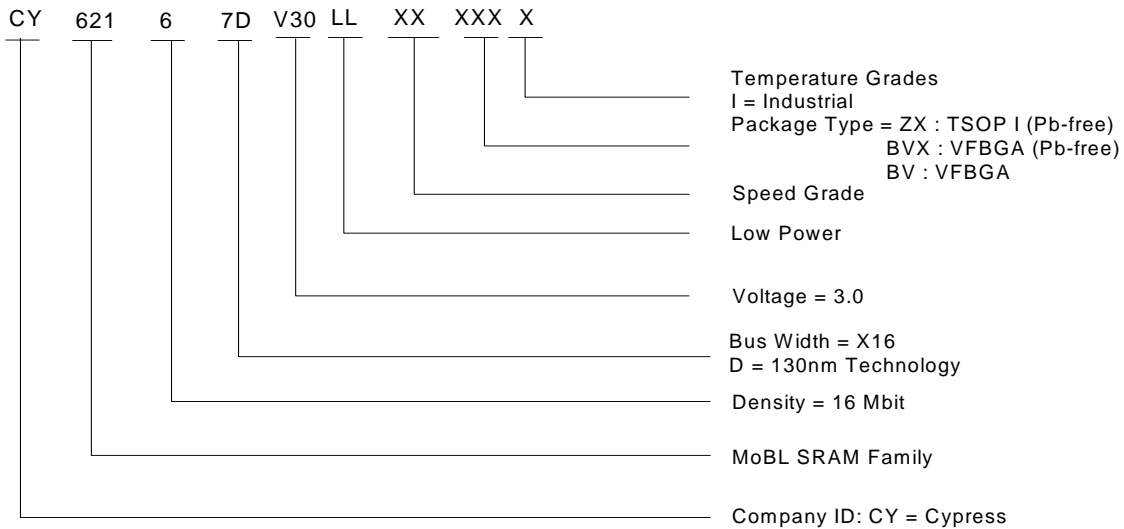 CY 621 6 7D V30 LL XX XXX X
Temperature Grades
I = Industrial
Package Type = ZX : TSOP I (Pb-free)
BVX : VFBGA (Pb-free)
BV : VFBGA
Speed Grade
Low Power
Voltage = 3.0
Bus Width = X16
D = 130nm Technology
Density = 16 Mbit
MoBL SRAM Family
Company ID: CY = Cypress